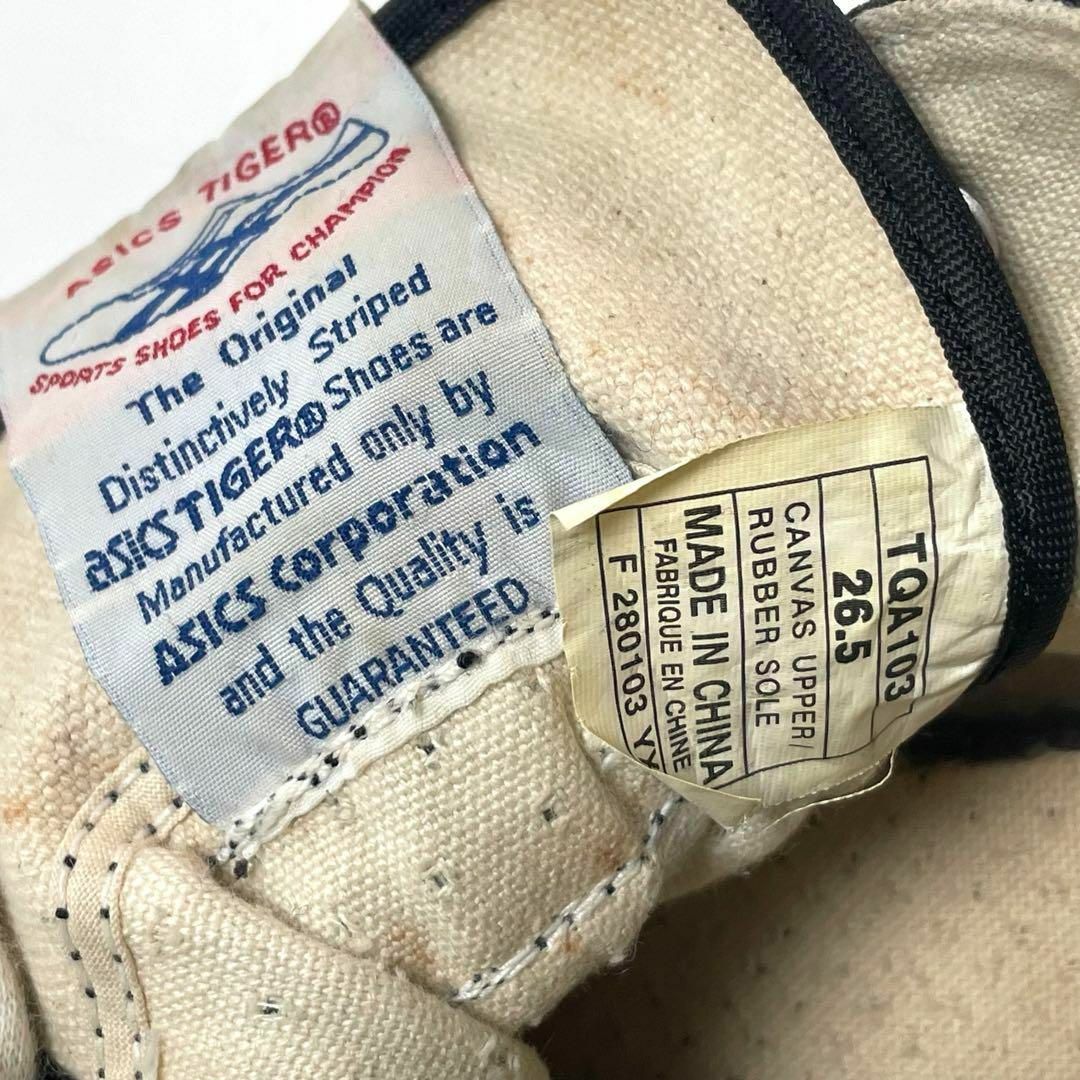 ASICS TIGER®
SPORTS SHOES FOR CHAMPION
The Original
Distinctively Striped
asics TIGER® Shoes are
Manufactured only by
ASICS Corporation
and the Quality is
GUARANTEED
TQA103
26.5
CANVAS UPPER/
RUBBER SOLE
MADE IN CHINA
FABRIQUE EN CHINE
F 280103 YX